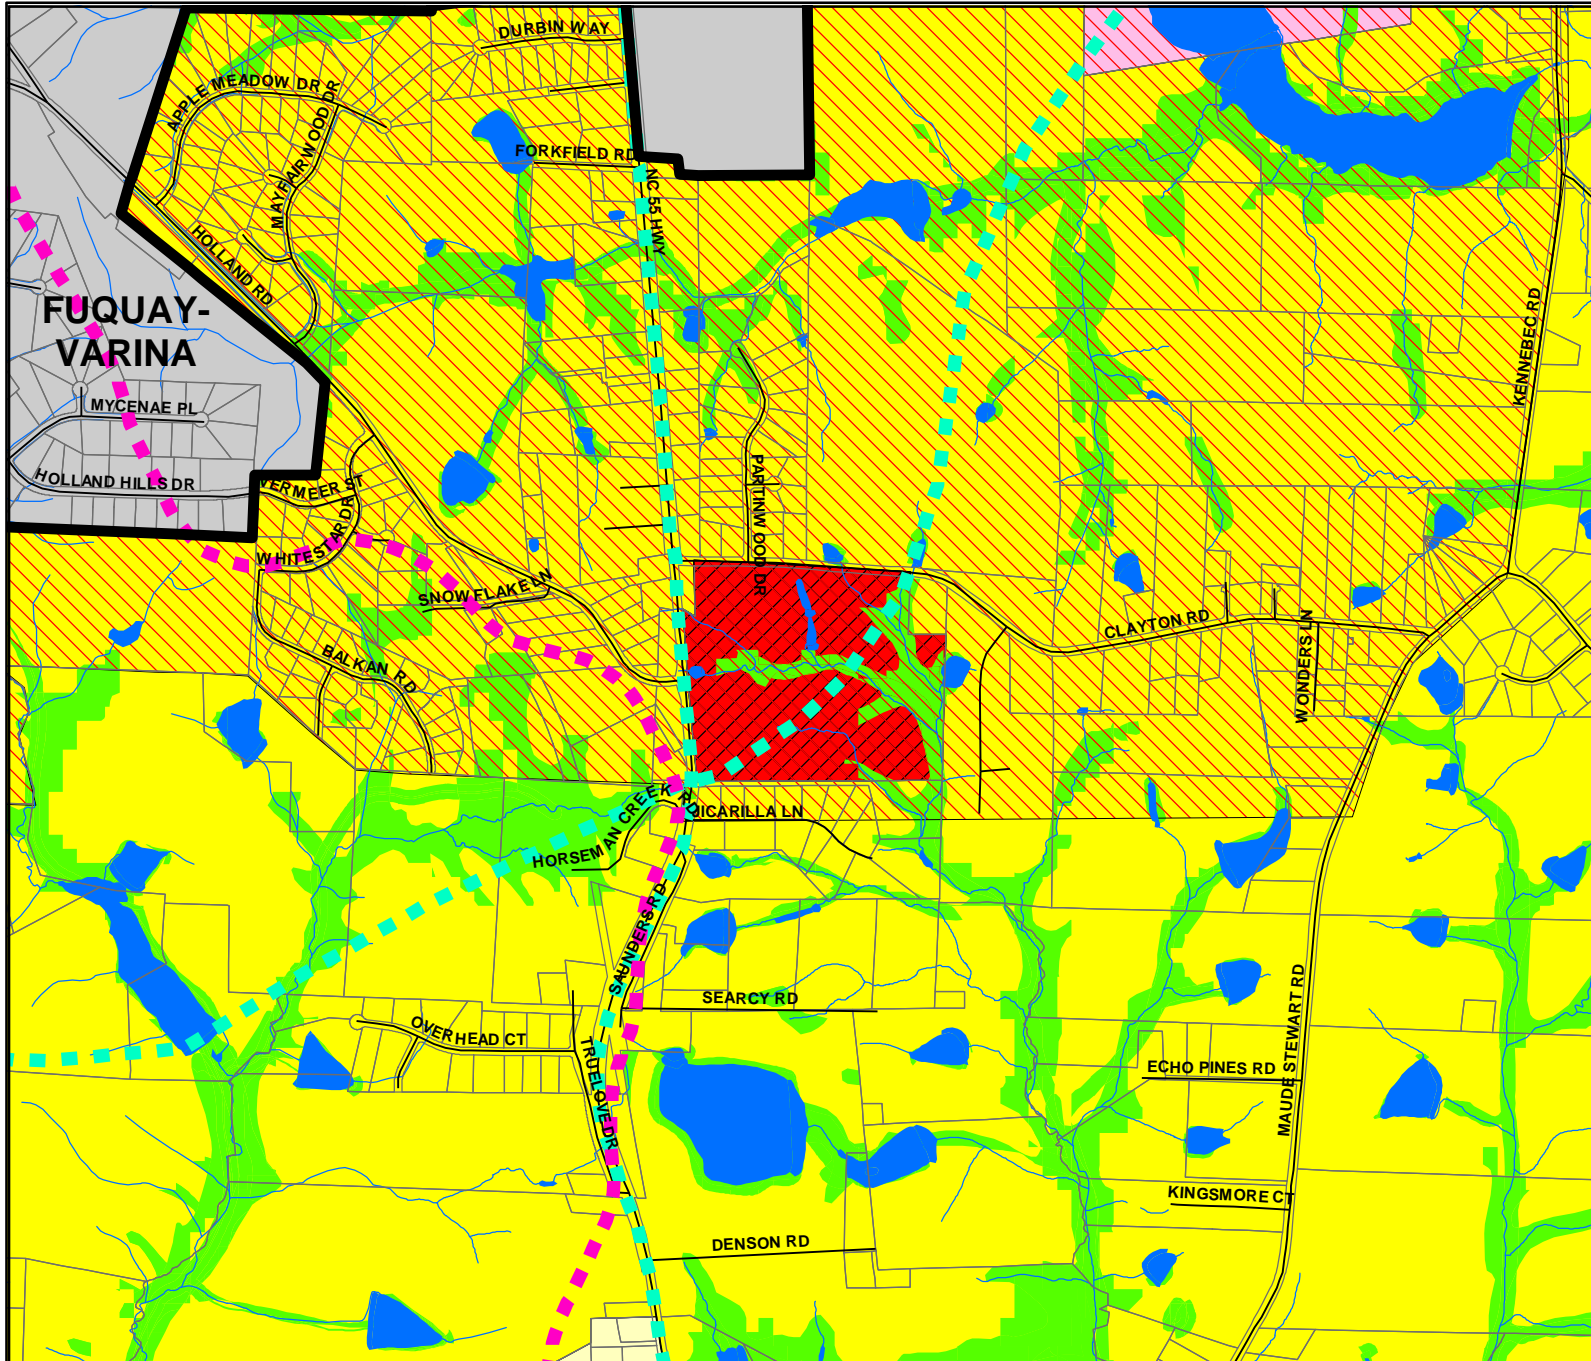 DURBIN WAY
APPLE MEADOW DR
MAYFAIRWOOD DR
FORKFIELD RD
NC 55 HWY
HOLLAND RD
FUQUAY-
VARINA
KENNEBEC RD
MYCENAE PL
HOLLAND HILLS DR
VERMEER ST
WHITESTAR DR
PARTINWOOD DR
SNOWFLAKE LN
CLAYTON RD
WONDERS LN
BALKAN RD
HORSEMAN CREEK RD
JICARILLA LN
SAUNDERS RD
SEARCY RD
OVERHEAD CT
TRUELOVE DR
ECHO PINES RD
MAUDE STEWART RD
KINGSMORE CT
DENSON RD